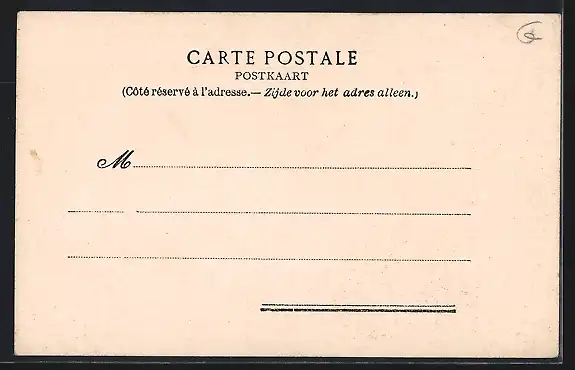 CARTE POSTALE
POSTKAART
(Côté réservé à l'adresse.— Zijde voor het adres alleen.)
M